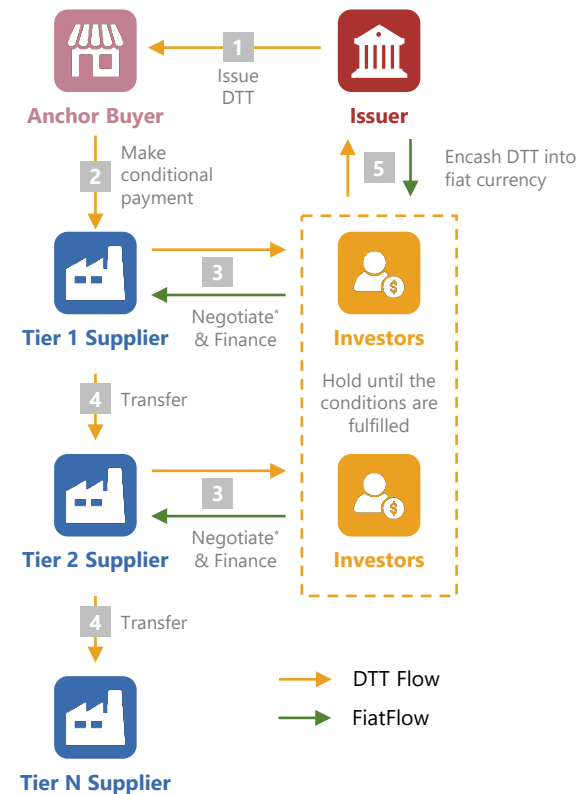 1
Issue
DTT
Anchor Buyer
Issuer
2
Make
conditional
payment
5
Encash DTT into
fiat currency
3
Negotiate*
& Finance
Tier 1 Supplier
$
Investors
Hold until the
conditions are
fulfilled
4
Transfer
3
Negotiate*
& Finance
Tier 2 Supplier
$
Investors
4
Transfer
Tier N Supplier
DTT Flow
FiatFlow